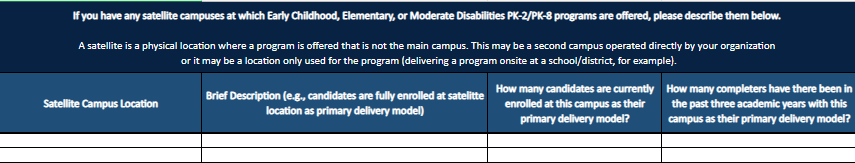 If you have any satellite campuses at which Early Childhood, Elementary, or Moderate Disabilities PK-2/PK-8 programs are offered, please describe them below.
A satellite is a physical location where a program is offered that is not the main campus. This may be a second campus operated directly by your organization
or it may be a location only used for the program (delivering a program onsite at a school/district, for example).
Satellite Campus Location
Brief Description (e.g., candidates are fully enrolled at satelitte
location as primary delivery model)
How many candidates are currently
enrolled at this campus as their
primary delivery model?
How many completers have there been in
the past three academic years with this
campus as their primary delivery model?